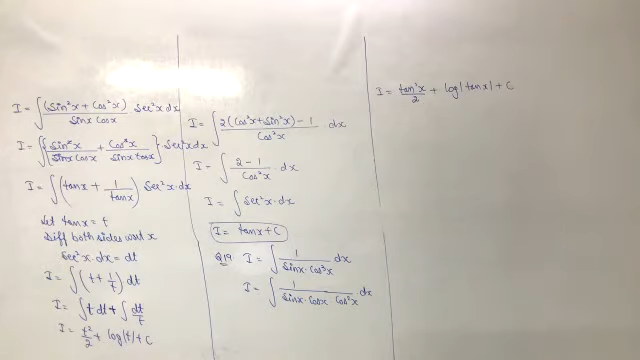 I = ∫ (Sin²x + Cos²x) / Sinx Cosx Sec²x dx
I = ∫ { Sin²x / Sinx Cosx + Cos²x / Sinx Cosx } Sec²x dx
I = ∫ ( tanx + 1 / tanx ) Sec²x · dx
Let tanx = t
Diff both sides w.r.t x
Sec²x · dx = dt
I = ∫ ( t + 1/t ) dt
I = ∫ t dt + ∫ dt/t
I = t²/2 + log|t| + C
I = ∫ 2(Cos²x + Sin²x) − 1 / Cos²x dx
I = ∫ 2 − 1 / Cos²x · dx
I = ∫ Sec²x · dx
I = tanx + C
Q19 I = ∫ 1 / Sinx · Cos³x dx
I = ∫ 1 / Sinx · Cosx Cos²x dx
I = tan²x / 2 + log|tanx| + C